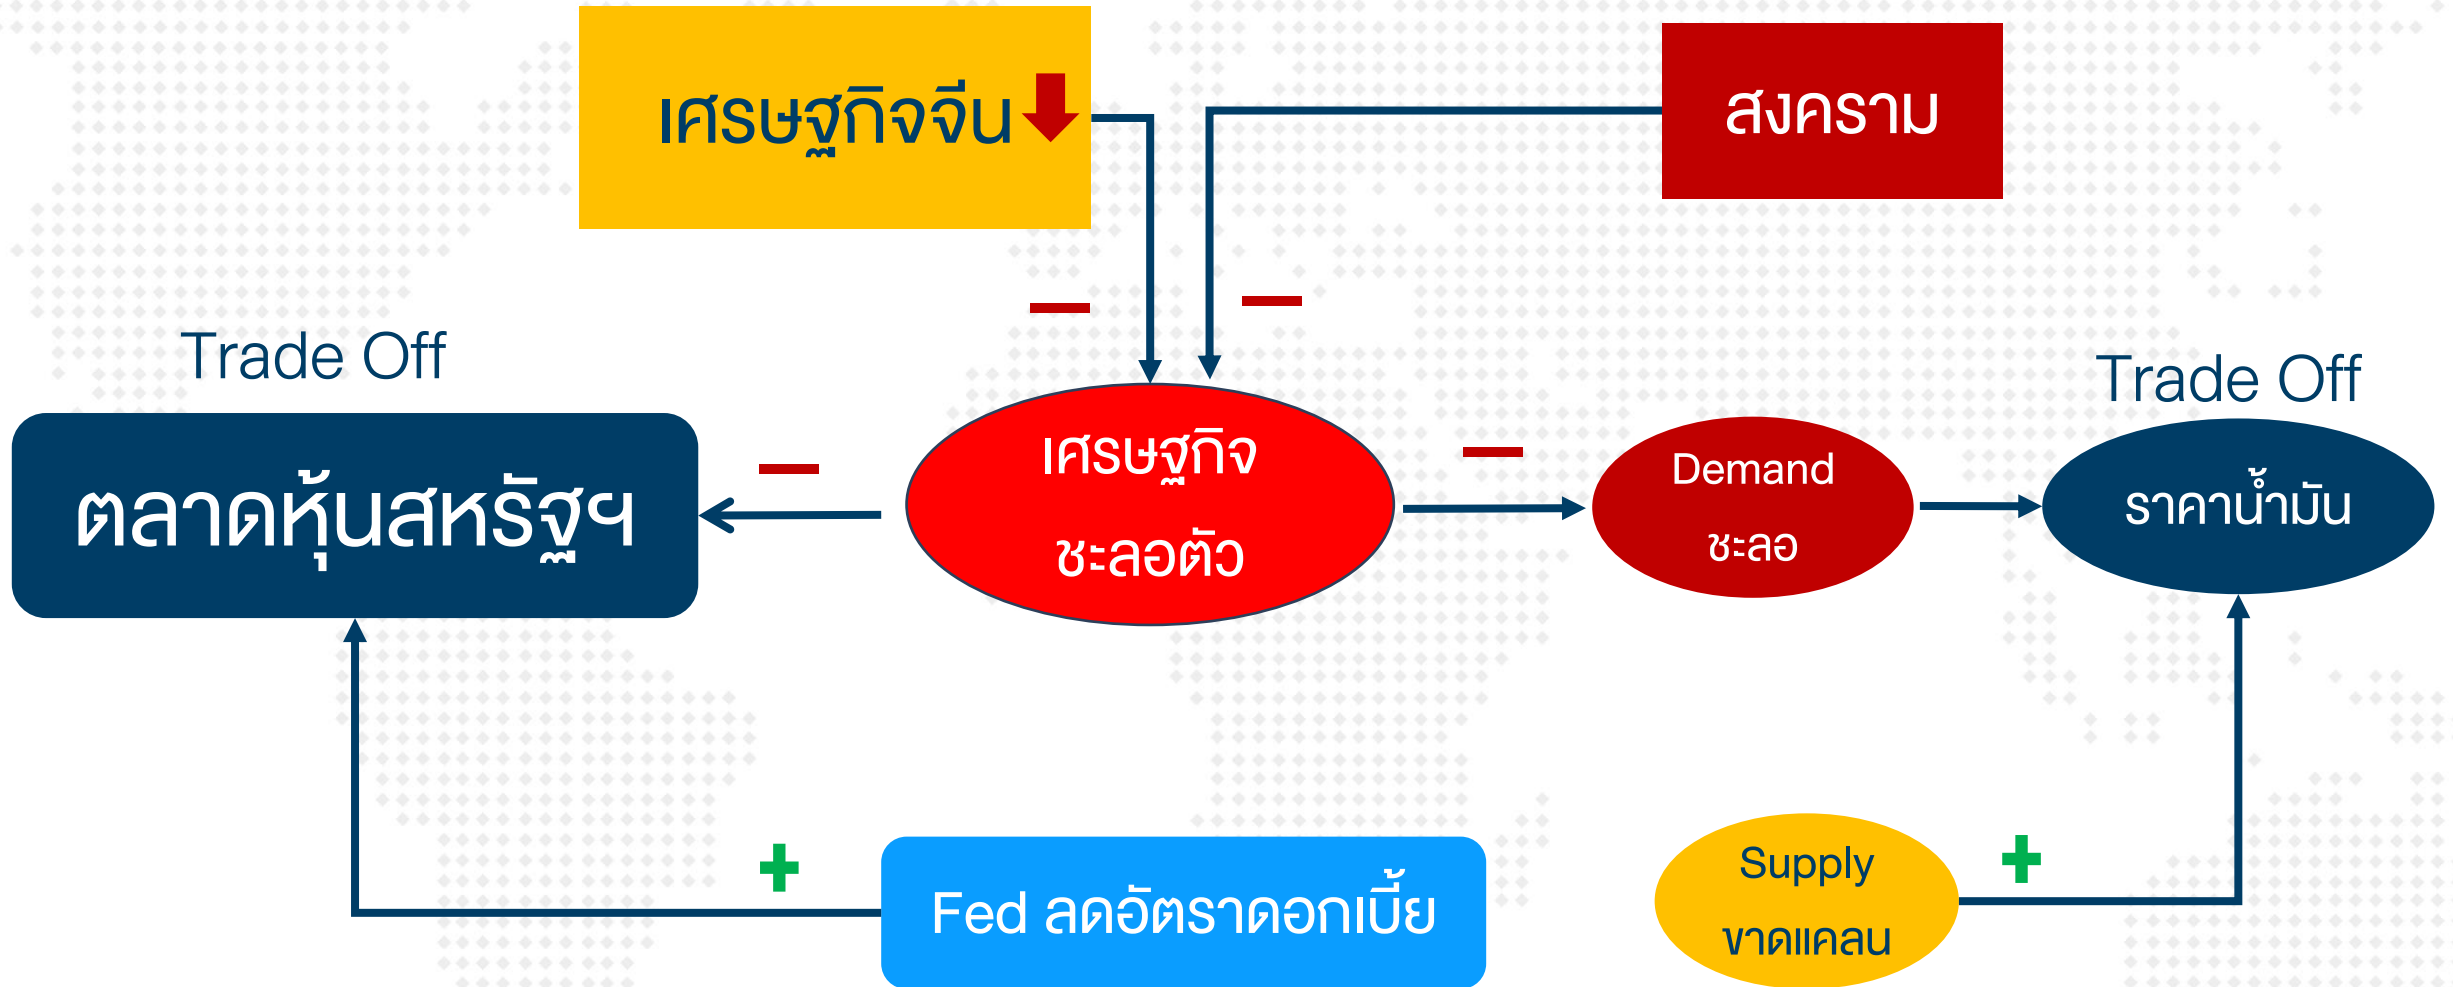 เศรษฐกิจจีน
สงคราม
Trade Off
Trade Off
ตลาดหุ้นสหรัฐฯ
เศรษฐกิจ
ชะลอตัว
Demand
ชะลอ
ราคาน้ำมัน
Fed ลดอัตราดอกเบี้ย
Supply
ขาดแคลน